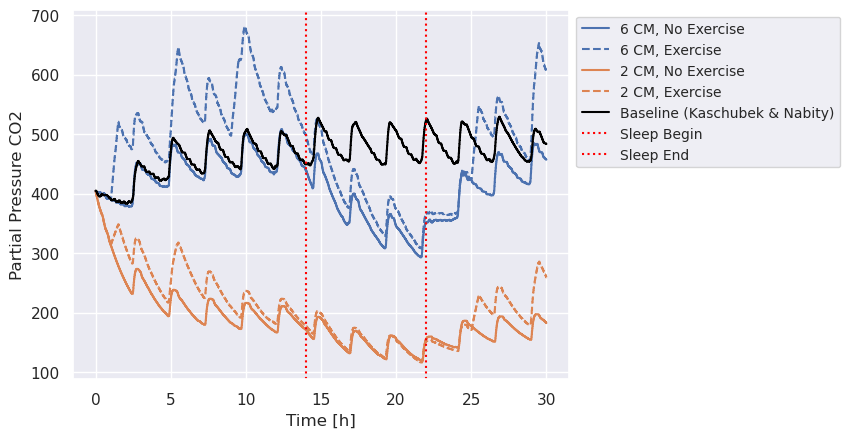 700
600
500
400
300
200
100
Partial Pressure CO2
0
5
10
15
20
25
30
Time [h]
6 CM, No Exercise
6 CM, Exercise
2 CM, No Exercise
2 CM, Exercise
Baseline (Kaschubek & Nabity)
Sleep Begin
Sleep End